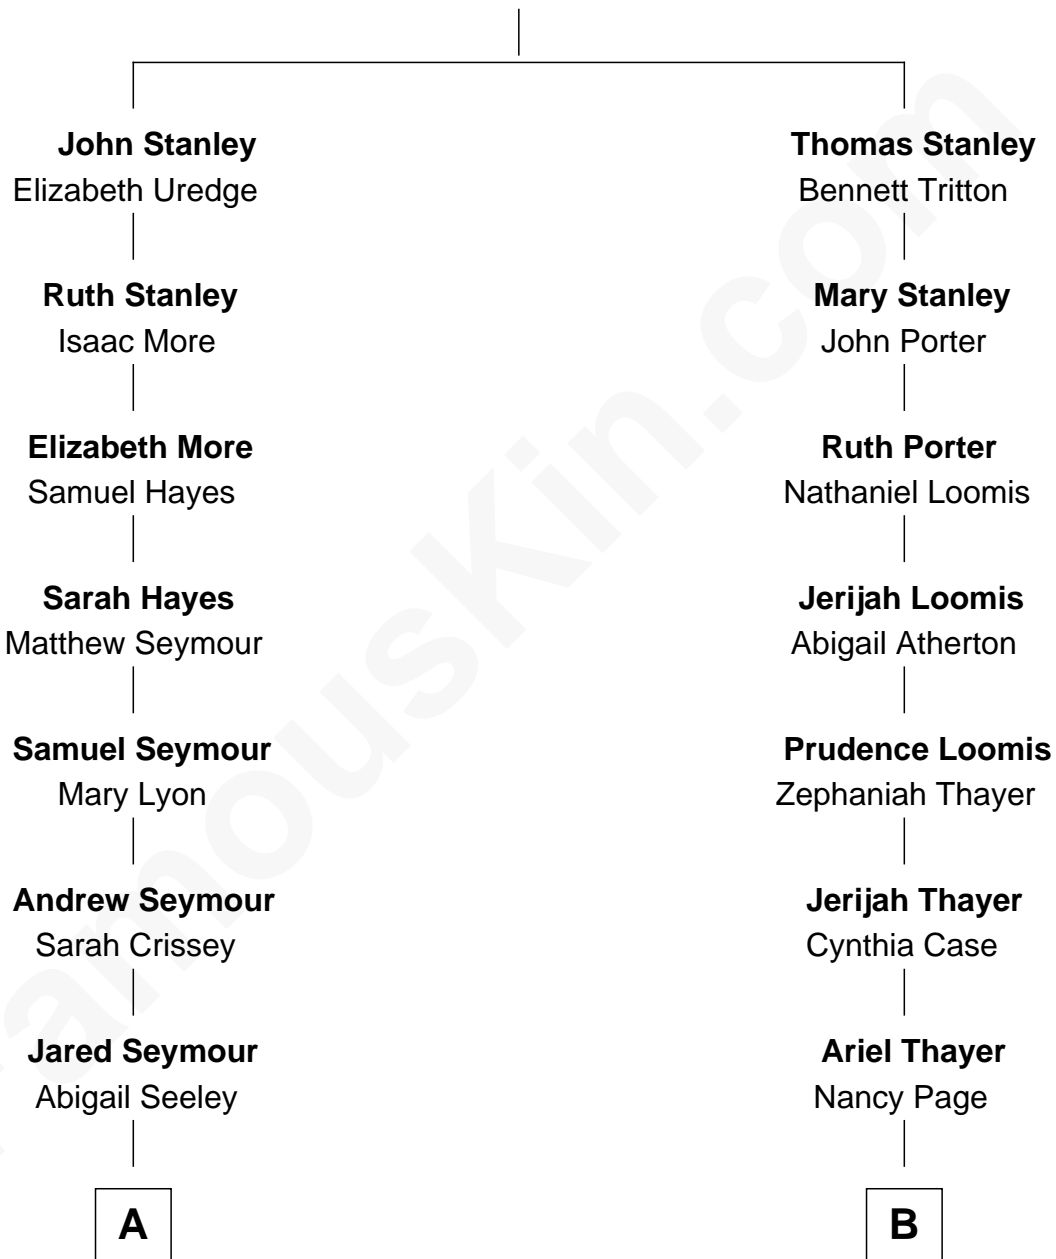 John Stanley
Elizabeth Uredge
Ruth Stanley
Isaac More
Elizabeth More
Samuel Hayes
Sarah Hayes
Matthew Seymour
Samuel Seymour
Mary Lyon
Andrew Seymour
Sarah Crissey
Jared Seymour
Abigail Seeley
A
Thomas Stanley
Bennett Tritton
Mary Stanley
John Porter
Ruth Porter
Nathaniel Loomis
Jerijah Loomis
Abigail Atherton
Prudence Loomis
Zephaniah Thayer
Jerijah Thayer
Cynthia Case
Ariel Thayer
Nancy Page
B
FamousKin.com